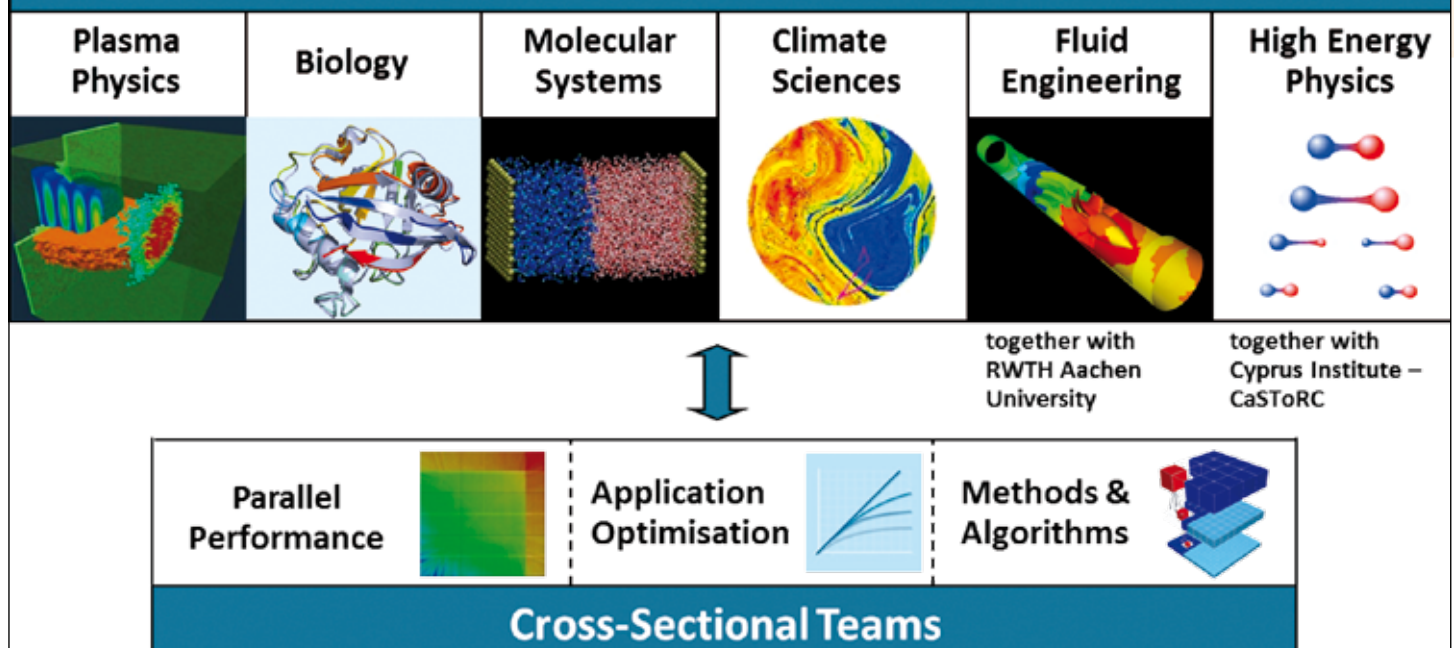 Plasma
Physics
Biology
Molecular
Systems
Climate
Sciences
Fluid
Engineering
High Energy
Physics
together with
RWTH Aachen
University
together with
Cyprus Institute –
CaSToRC
Parallel
Performance
Application
Optimisation
Methods &
Algorithms
Cross-Sectional Teams